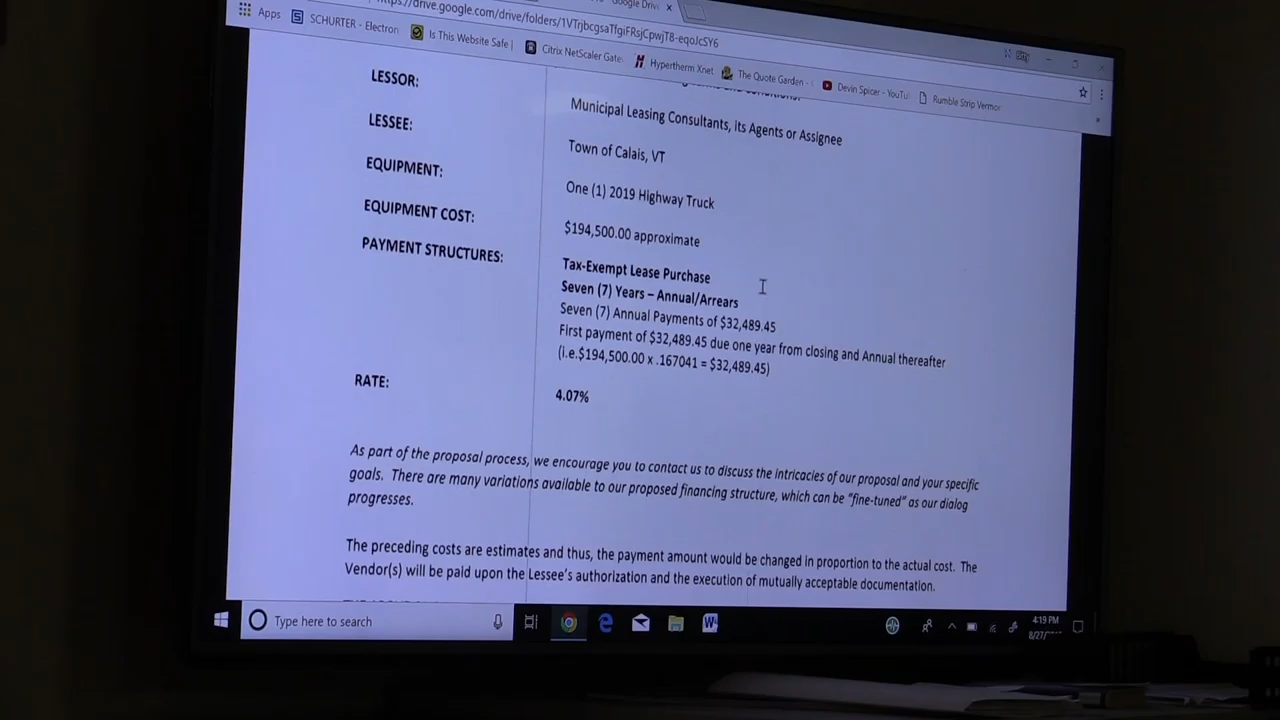 Google Drive
https://drive.google.com/drive/folders/1VTrjbcgsaTfgiFRsjCpwjT8-eqoJcSY6
Apps SCHURTER - Electron Is This Website Safe | Citrix NetScaler Gate Hypertherm Xnet The Quote Garden - Devin Spicer - YouTu Rumble Strip Vermor
LESSOR: Municipal Leasing Consultants, its Agents or Assignee
LESSEE: Town of Calais, VT
EQUIPMENT: One (1) 2019 Highway Truck
EQUIPMENT COST: $194,500.00 approximate
PAYMENT STRUCTURES: Tax-Exempt Lease Purchase
Seven (7) Years – Annual/Arrears
Seven (7) Annual Payments of $32,489.45
First payment of $32,489.45 due one year from closing and Annual thereafter
(i.e.$194,500.00 x .167041 = $32,489.45)
RATE: 4.07%
As part of the proposal process, we encourage you to contact us to discuss the intricacies of our proposal and your specific
goals. There are many variations available to our proposed financing structure, which can be "fine-tuned" as our dialog
progresses.
The preceding costs are estimates and thus, the payment amount would be changed in proportion to the actual cost. The
Vendor(s) will be paid upon the Lessee's authorization and the execution of mutually acceptable documentation.
Type here to search
4:19 PM